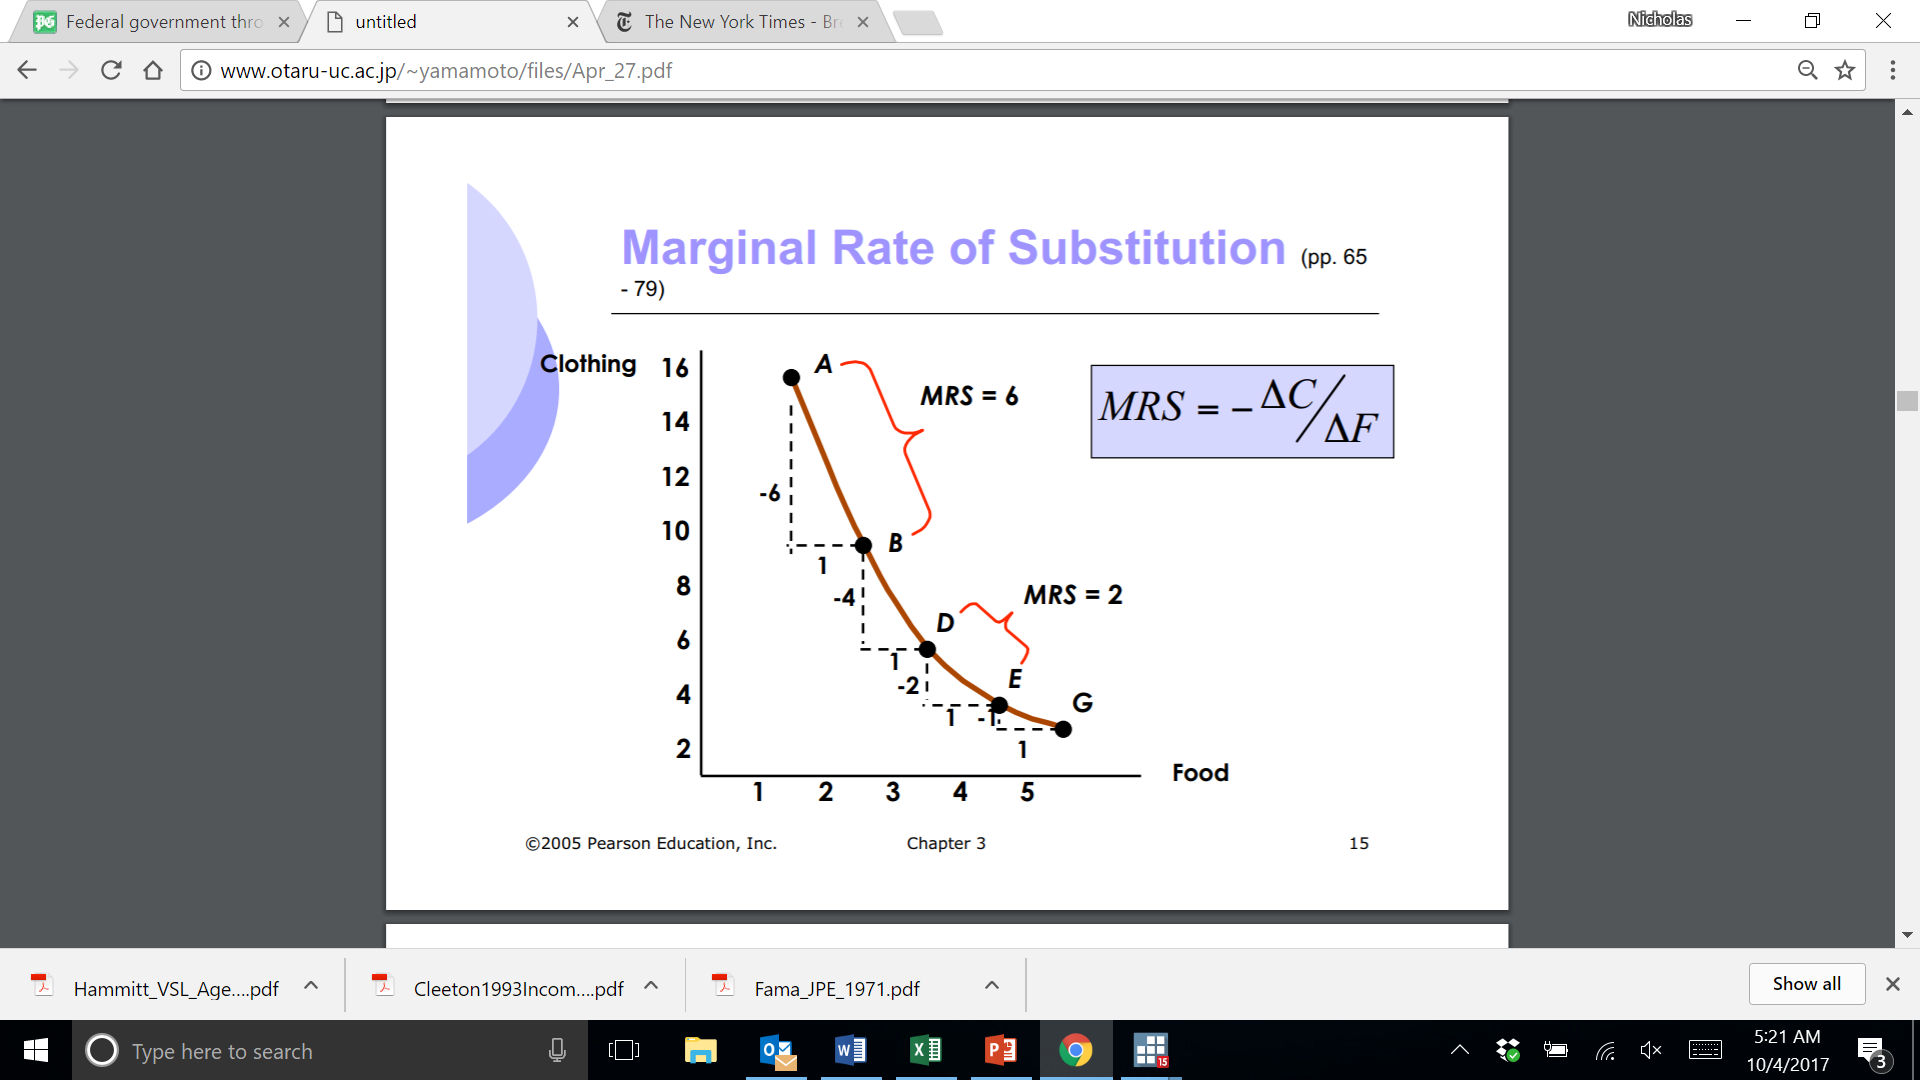 Federal government thro
untitled
The New York Times - Bre
Nicholas
www.otaru-uc.ac.jp/~yamamoto/files/Apr_27.pdf
Marginal Rate of Substitution (pp. 65
- 79)
Clothing
16
14
12
10
8
6
4
2
A
MRS = 6
MRS = - ΔC/ΔF
-6
B
1
-4
MRS = 2
D
1
-2
E
1
-1
G
1
Food
1 2 3 4 5
©2005 Pearson Education, Inc. Chapter 3 15
Hammitt_VSL_Age....pdf
Cleeton1993Incom....pdf
Fama_JPE_1971.pdf
Show all
Type here to search
15
5:21 AM
10/4/2017
3